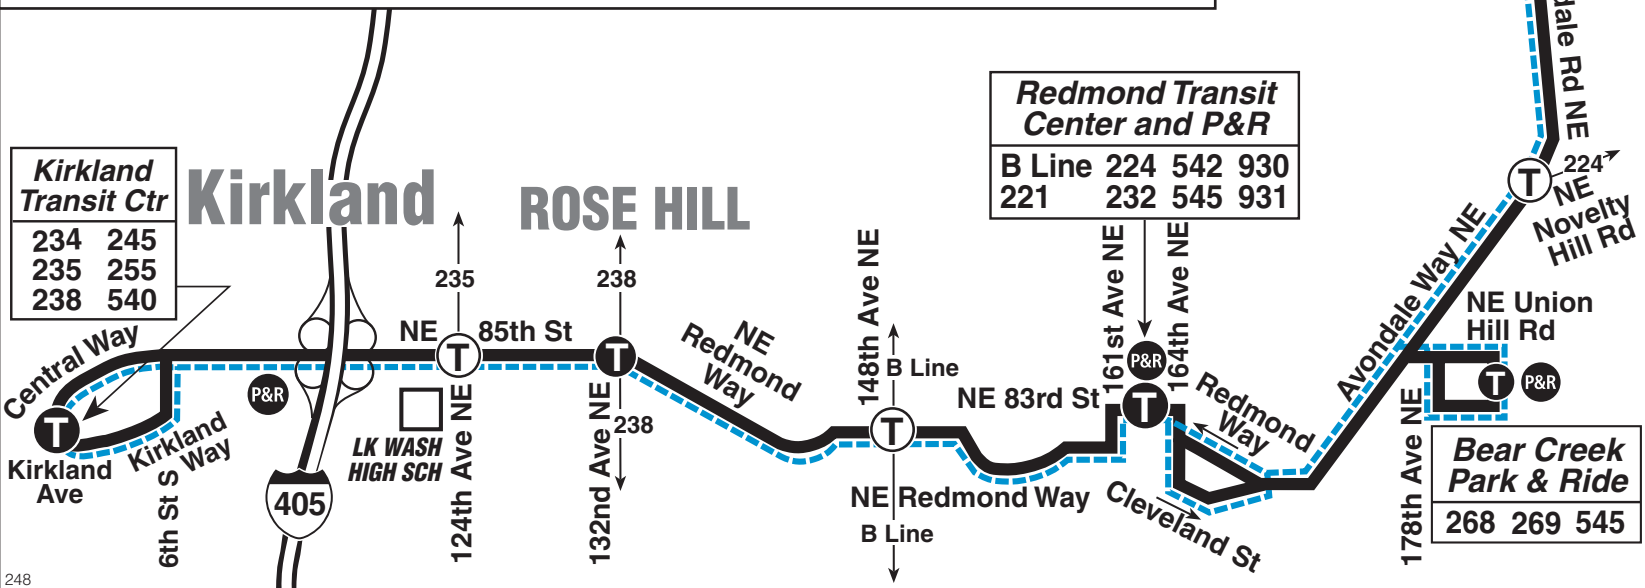 Kirkland
Transit Ctr
234 245
235 255
238 540
Kirkland
ROSE HILL
Redmond Transit
Center and P&R
B Line 224 542 930
221 232 545 931
dale Rd NE
224
T
NE
Novelty
Hill Rd
235
238
NE 85th St
T
T
Central Way
T
Kirkland
Ave
Kirkland
Way
6th St S
P&R
405
LK WASH
HIGH SCH
124th Ave NE
132nd Ave NE
238
NE
Redmond
Way
148th Ave NE
B Line
T
NE Redmond Way
B Line
NE 83rd St
161st Ave NE
164th Ave NE
P&R
T
Redmond
Way
Cleveland St
Avondale Way NE
NE Union
Hill Rd
T
P&R
178th Ave NE
Bear Creek
Park & Ride
268 269 545
248